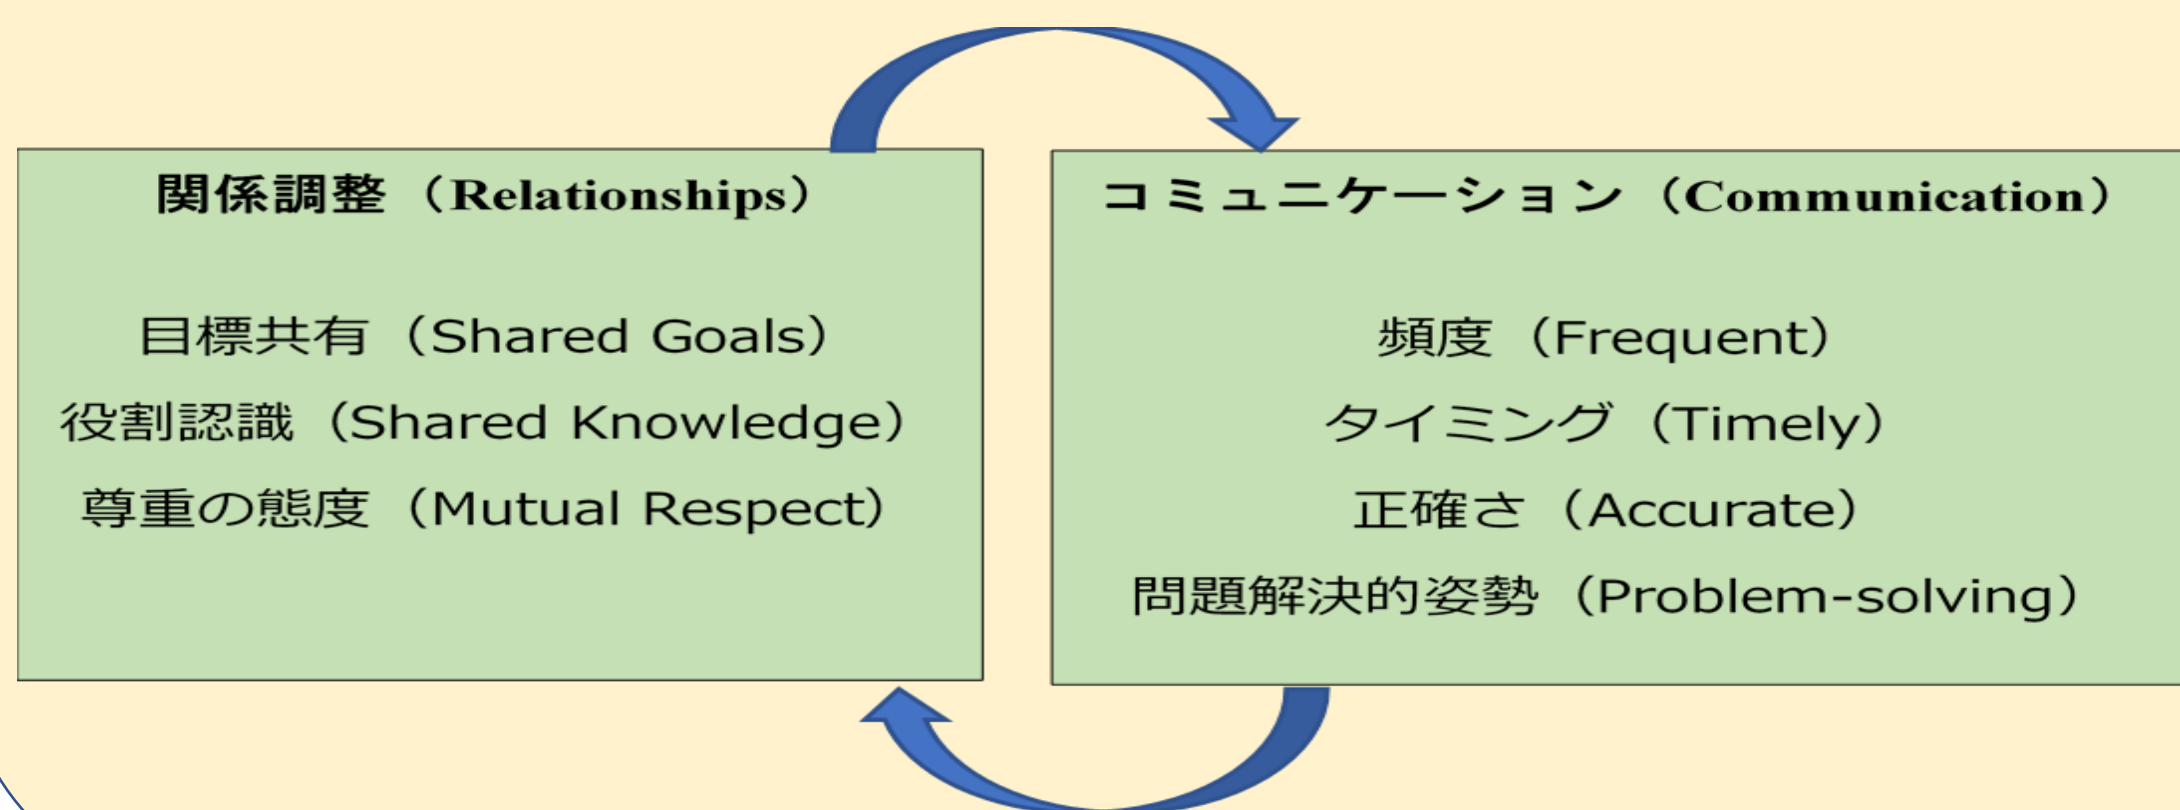 関係調整（Relationships）
目標共有（Shared Goals）
役割認識（Shared Knowledge）
尊重の態度（Mutual Respect）
コミュニケーション（Communication）
頻度（Frequent）
タイミング（Timely）
正確さ（Accurate）
問題解決的姿勢（Problem-solving）